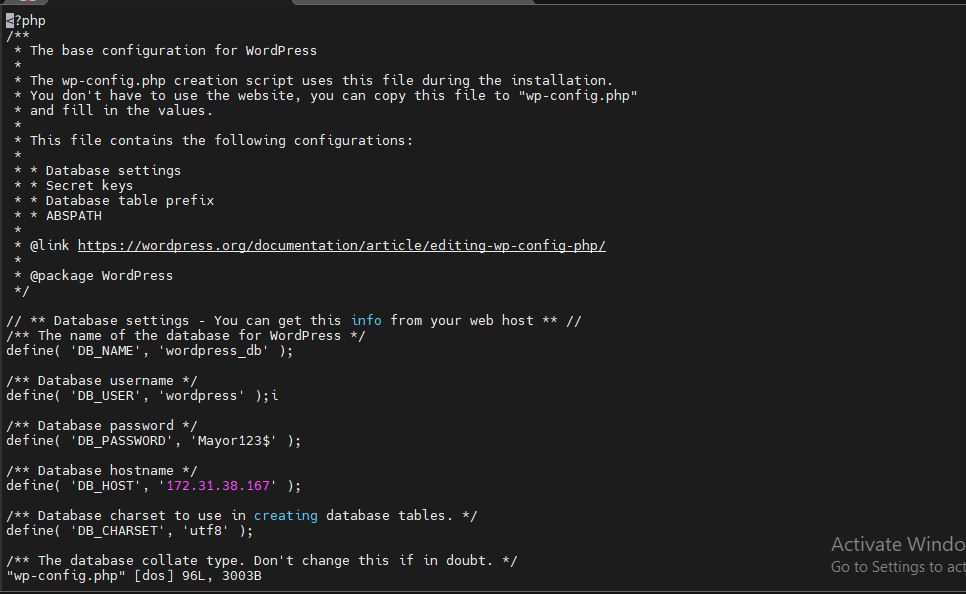 <?php
/**
 * The base configuration for WordPress
 *
 * The wp-config.php creation script uses this file during the installation.
 * You don't have to use the website, you can copy this file to "wp-config.php"
 * and fill in the values.
 *
 * This file contains the following configurations:
 *
 * * Database settings
 * * Secret keys
 * * Database table prefix
 * * ABSPATH
 *
 * @link https://wordpress.org/documentation/article/editing-wp-config-php/
 *
 * @package WordPress
 */

// ** Database settings - You can get this info from your web host ** //
/** The name of the database for WordPress */
define( 'DB_NAME', 'wordpress_db' );

/** Database username */
define( 'DB_USER', 'wordpress' );i

/** Database password */
define( 'DB_PASSWORD', 'Mayor123$' );

/** Database hostname */
define( 'DB_HOST', '172.31.38.167' );

/** Database charset to use in creating database tables. */
define( 'DB_CHARSET', 'utf8' );

/** The database collate type. Don't change this if in doubt. */
"wp-config.php" [dos] 96L, 3003B
Activate Windo
Go to Settings to act